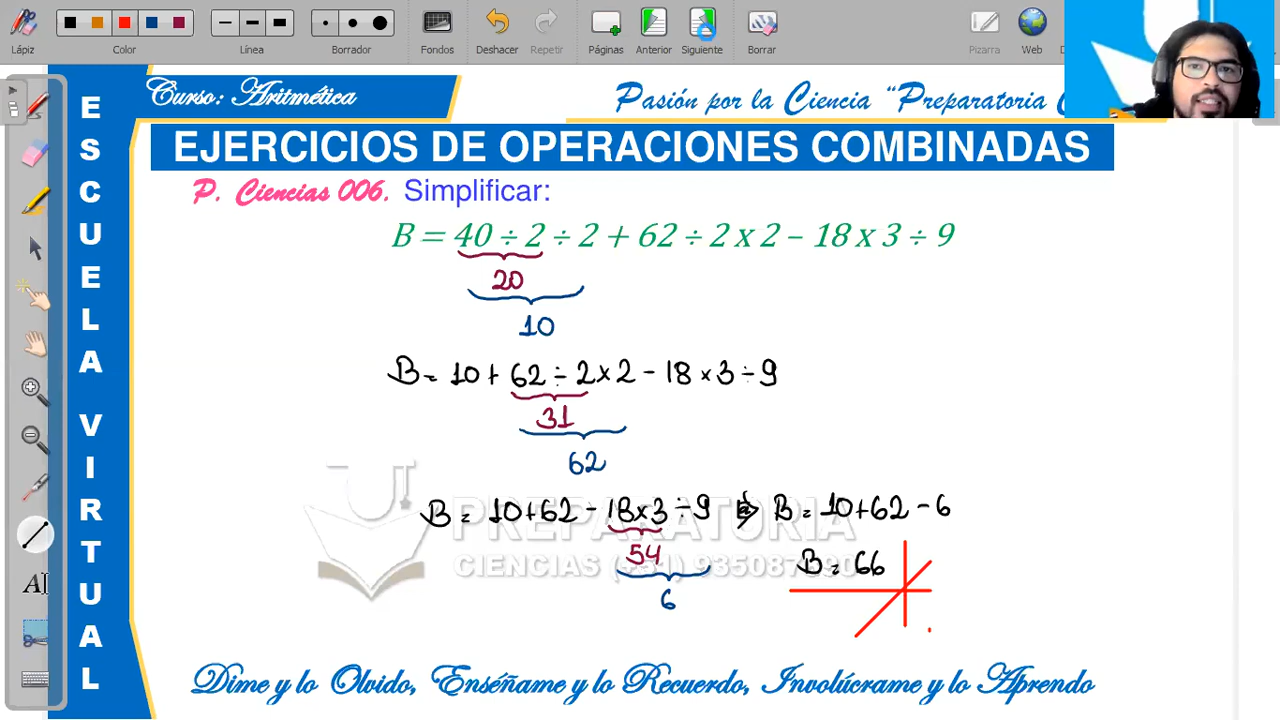 Lápiz Color Línea Borrador Fondos Deshacer Repetir Páginas Anterior Siguiente Borrar Pizarra Web
Curso: Aritmética
Pasión por la Ciencia “Preparatoria C
ESCUELA VIRTUAL
EJERCICIOS DE OPERACIONES COMBINADAS
P. Ciencias 006. Simplificar:
B = 40 ÷ 2 ÷ 2 + 62 ÷ 2 x 2 – 18 x 3 ÷ 9
20
10
B = 10 + 62 ÷ 2 × 2 - 18 × 3 ÷ 9
31
62
B = 10+62 - 18×3 ÷ 9 ⇒ B = 10+62 - 6
PREPARATORIA
54
B = 66
CIENCIAS (+51)
6
Dime y lo Olvido, Enséñame y lo Recuerdo, Involúcrame y lo Aprendo